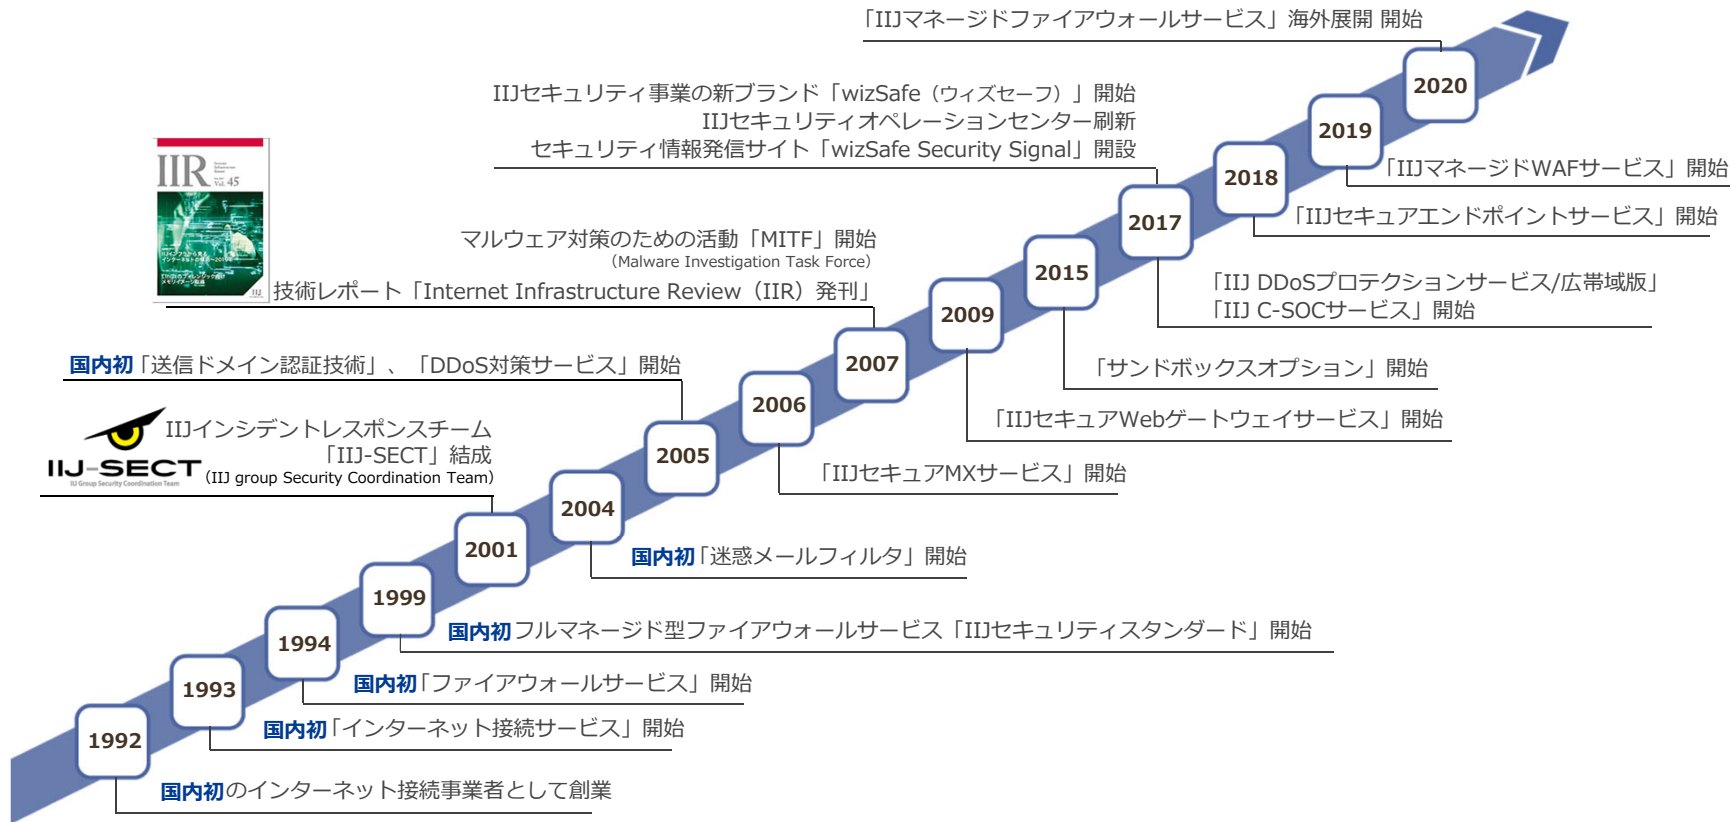 「IIJマネージドファイアウォールサービス」海外展開 開始
2020
IIJセキュリティ事業の新ブランド「wizSafe（ウィズセーフ）」開始
IIJセキュリティオペレーションセンター刷新
セキュリティ情報発信サイト「wizSafe Security Signal」開設
2019
「IIJマネージドWAFサービス」開始
2018
「IIJセキュアエンドポイントサービス」開始
2017
「IIJ DDoSプロテクションサービス/広帯域版」
「IIJ C-SOCサービス」開始
IIR
Internet
Infrastructure
Review
Vol. 45
IIJ
マルウェア対策のための活動「MITF」開始
（Malware Investigation Task Force）
技術レポート「Internet Infrastructure Review（IIR）発刊」
2015
「サンドボックスオプション」開始
2009
「IIJセキュアWebゲートウェイサービス」開始
2007
国内初「送信ドメイン認証技術」、「DDoS対策サービス」開始
2006
「IIJセキュアMXサービス」開始
2005
IIJインシデントレスポンスチーム
「IIJ-SECT」結成
（IIJ group Security Coordination Team）
IIJ-SECT
IIJ Group Security Coordination Team
2004
国内初「迷惑メールフィルタ」開始
2001
1999
国内初フルマネージド型ファイアウォールサービス「IIJセキュリティスタンダード」開始
1994
国内初「ファイアウォールサービス」開始
1993
国内初「インターネット接続サービス」開始
1992
国内初のインターネット接続事業者として創業